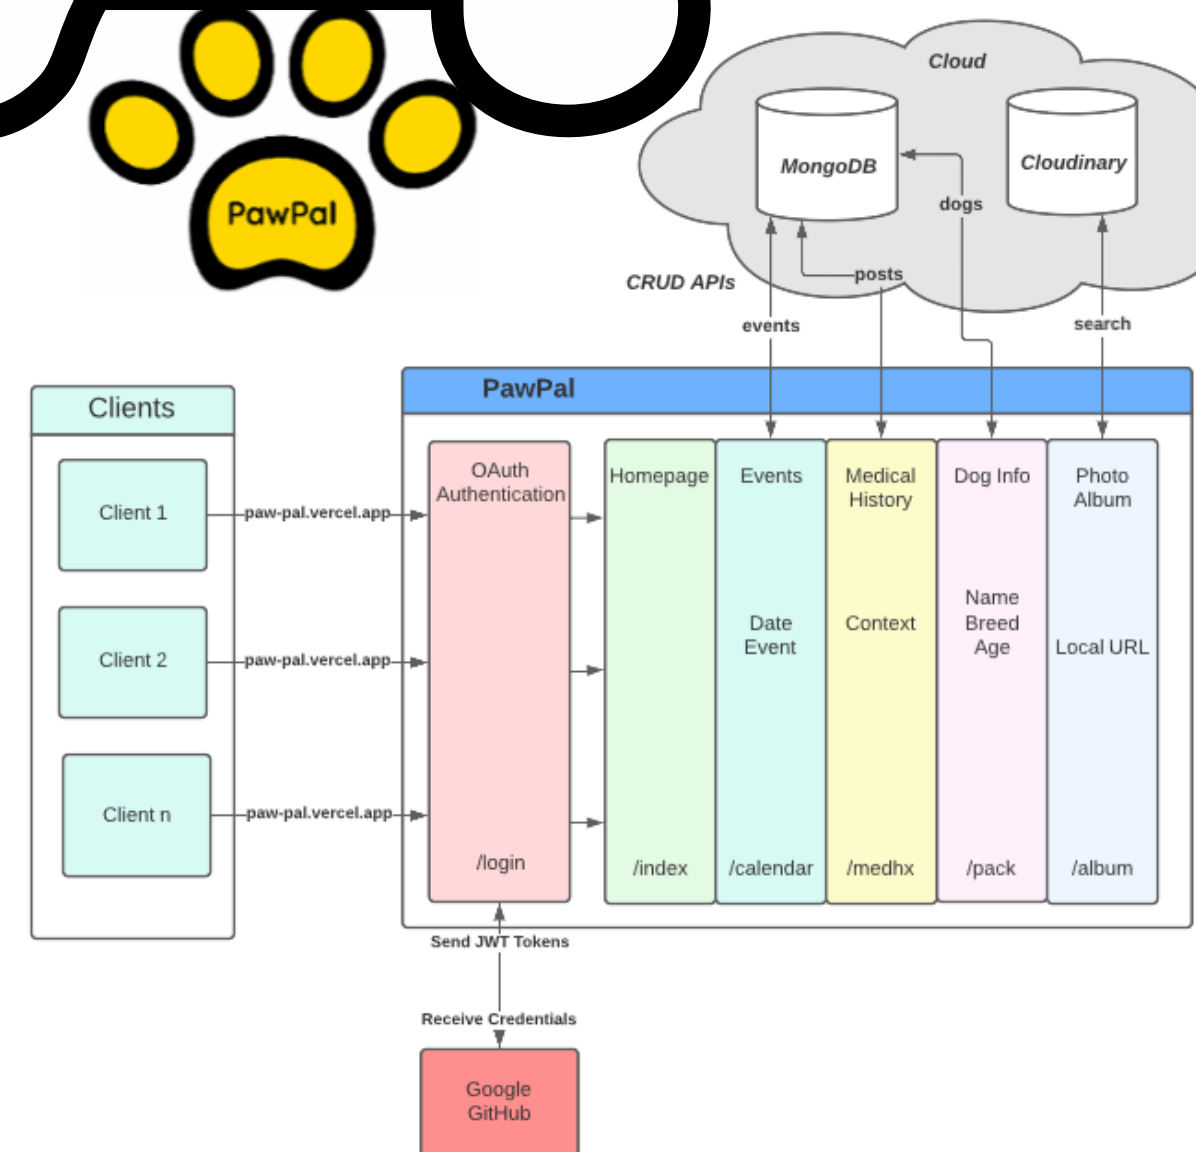 PawPal
Cloud
MongoDB
Cloudinary
dogs
CRUD APIs
posts
events
search
Clients
Client 1
Client 2
Client n
paw-pal.vercel.app
paw-pal.vercel.app
paw-pal.vercel.app
PawPal
OAuth
Authentication
/login
Homepage
/index
Events
Date
Event
/calendar
Medical
History
Context
/medhx
Dog Info
Name
Breed
Age
/pack
Photo
Album
Local URL
/album
Send JWT Tokens
Receive Credentials
Google
GitHub